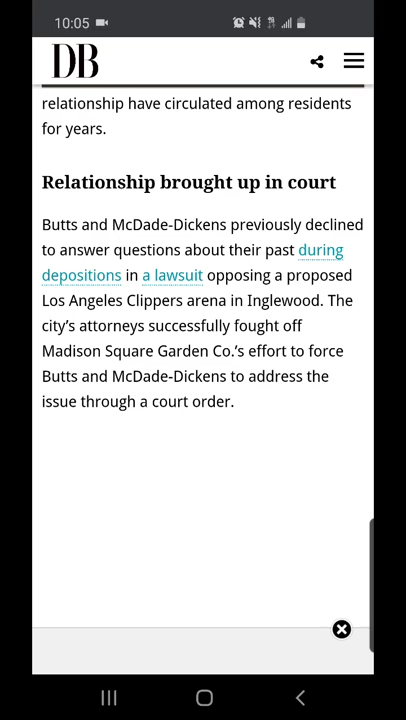 10:05
DB
relationship have circulated among residents
for years.
Relationship brought up in court
Butts and McDade-Dickens previously declined
to answer questions about their past during
depositions in a lawsuit opposing a proposed
Los Angeles Clippers arena in Inglewood. The
city’s attorneys successfully fought off
Madison Square Garden Co.’s effort to force
Butts and McDade-Dickens to address the
issue through a court order.